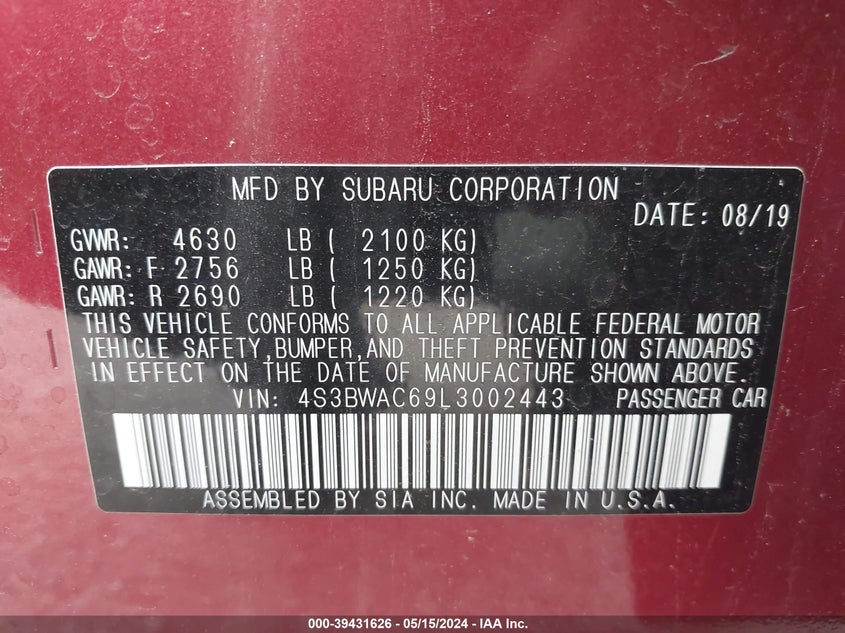 MFD BY SUBARU CORPORATION
DATE: 08/19
GVWR: 4630 LB ( 2100 KG)
GAWR: F 2756 LB ( 1250 KG)
GAWR: R 2690 LB ( 1220 KG)
THIS VEHICLE CONFORMS TO ALL APPLICABLE FEDERAL MOTOR
VEHICLE SAFETY,BUMPER,AND THEFT PREVENTION STANDARDS
IN EFFECT ON THE DATE OF MANUFACTURE SHOWN ABOVE.
VIN: 4S3BWAC69L3002443 PASSENGER CAR
ASSEMBLED BY SIA INC. MADE IN U.S.A.
000-39431626 - 05/15/2024 - IAA Inc.